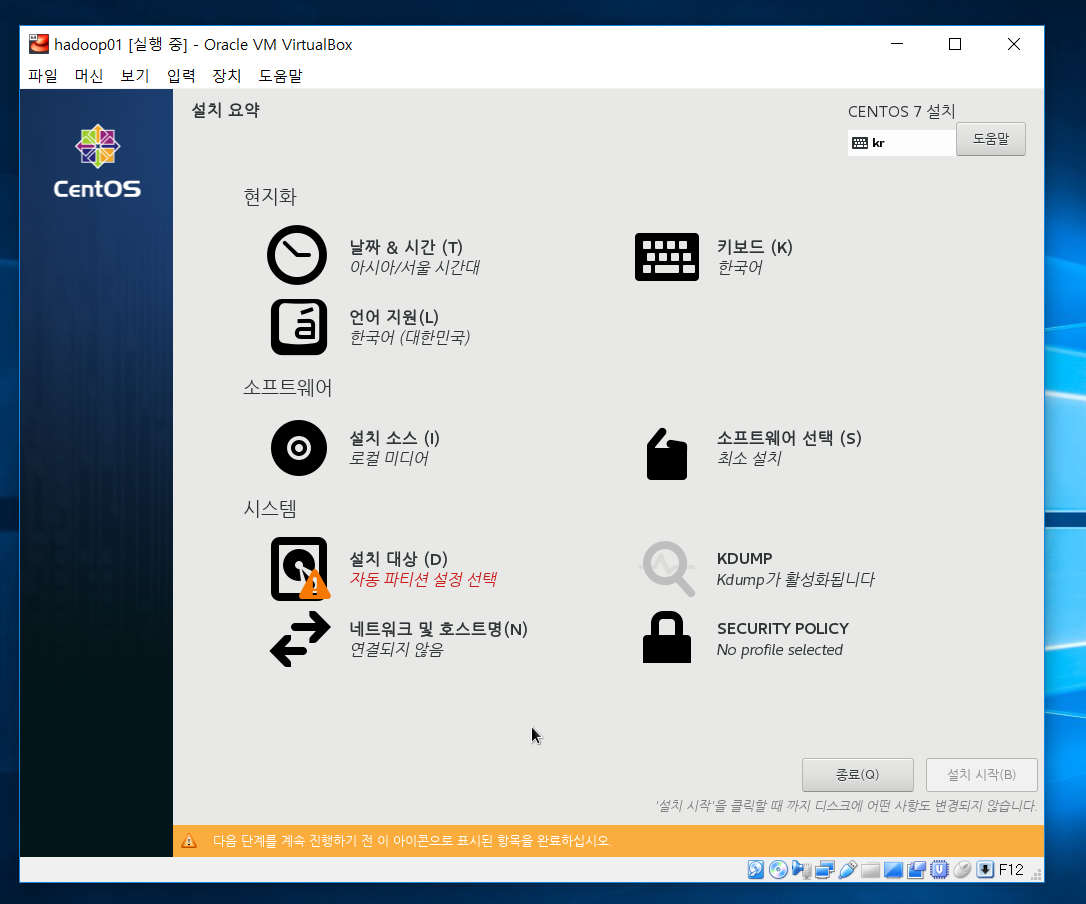 hadoop01 [실행 중] - Oracle VM VirtualBox
파일 머신 보기 입력 장치 도움말
CentOS
설치 요약
CENTOS 7 설치
kr
도움말
현지화
날짜 & 시간 (T)
아시아/서울 시간대
키보드 (K)
한국어
언어 지원(L)
한국어 (대한민국)
소프트웨어
설치 소스 (I)
로컬 미디어
소프트웨어 선택 (S)
최소 설치
시스템
설치 대상 (D)
자동 파티션 설정 선택
KDUMP
Kdump가 활성화됩니다
네트워크 및 호스트명(N)
연결되지 않음
SECURITY POLICY
No profile selected
종료(Q)
설치 시작(B)
'설치 시작'을 클릭할 때 까지 디스크에 어떤 사항도 변경되지 않습니다.
다음 단계를 계속 진행하기 전 이 아이콘으로 표시된 항목을 완료하십시오.
F12